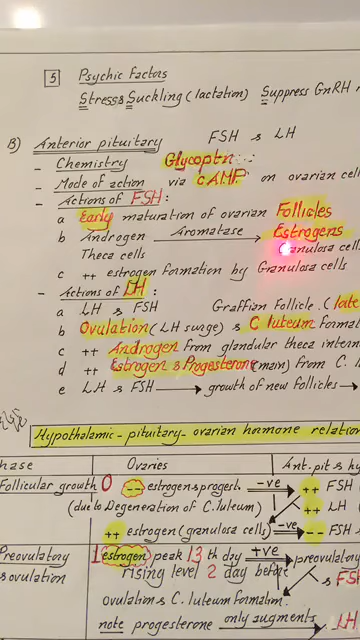 5 Psychic Factors
Stress & Suckling (lactation) Suppress GnRH
B) Anterior pituitary FSH & LH
- Chemistry Glycoptn
- Mode of action via cAMP on ovarian cell
- Actions of FSH:
a Early maturation of ovarian Follicles
b Androgen Aromatase → Estrogens
Theca cells Granulosa cells
c ++ estrogen formation by Granulosa cells
- Actions of LH:
a LH & FSH Graffian Follicle (late
b Ovulation (LH surge) & C luteum format
c ++ Androgen from glandular theca intern
d ++ Estrogen & Progesterone (main) from C.
e LH & FSH → growth of new follicles →
Hypothalamic - pituitary - ovarian hormone relation
hase Ovaries Ant. pit & hy
Follicular growth 0 -- estrogen & progest. -ve → ++ FSH
(due to Degeneration of C. luteum) ++ LH
++ estrogen (granulosa cells) -ve → -- FSH
Preovulatory 1 estrogen peak 13 th day +ve → preovulatory
& ovulation rising level 2 day before & FS
ovulation & C. luteum formation
note progesterone only augments LH